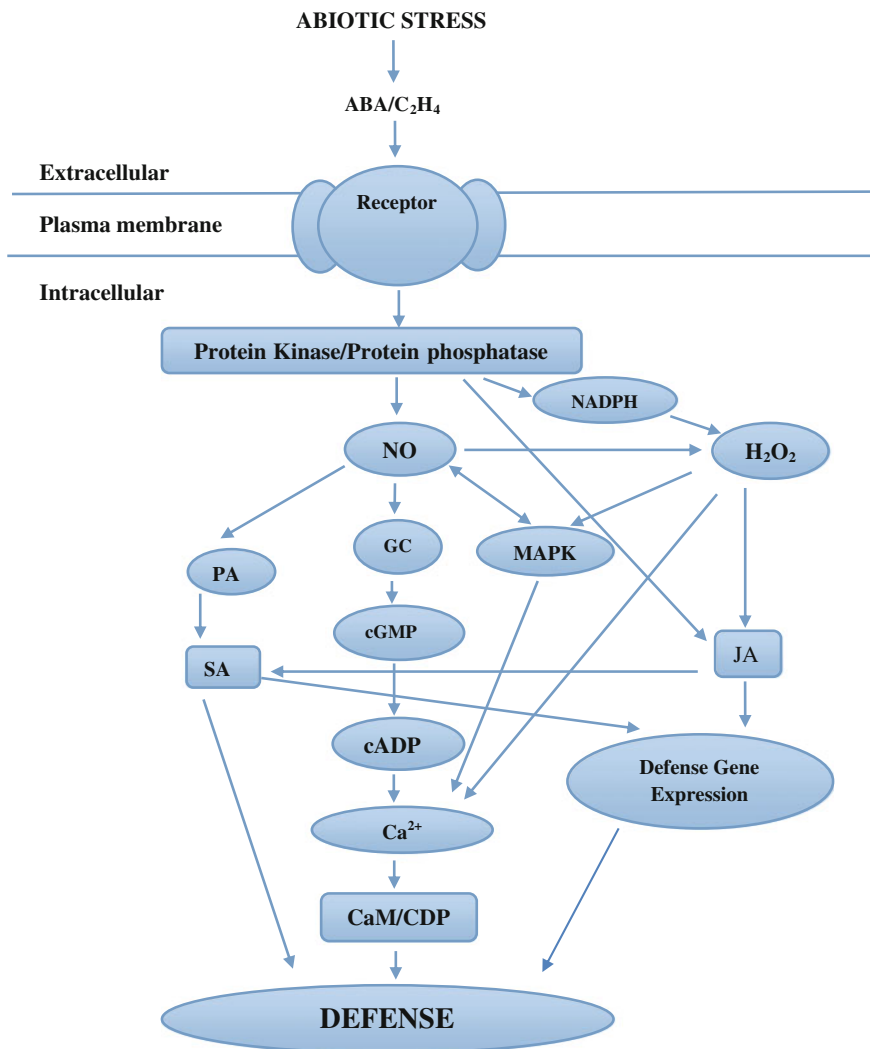 ABIOTIC STRESS
ABA/C₂H₄
Extracellular
Receptor
Plasma membrane
Intracellular
Protein Kinase/Protein phosphatase
NADPH
NO
H₂O₂
GC
MAPK
PA
cGMP
SA
JA
cADP
Defense Gene
Expression
Ca²⁺
CaM/CDP
DEFENSE